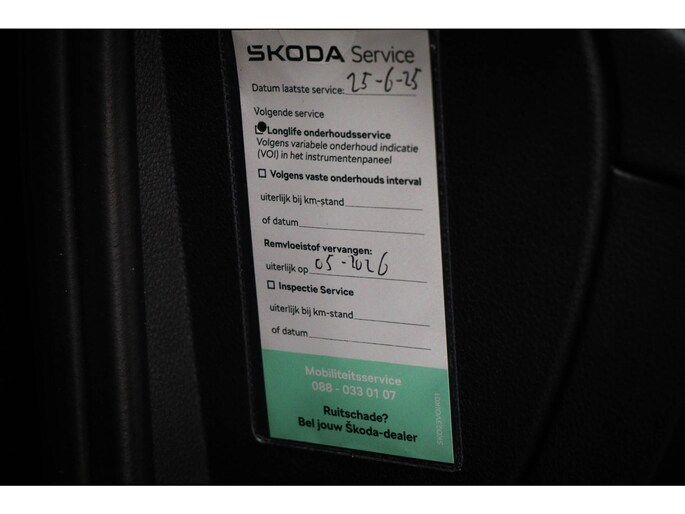 ŠKODA Service
Datum laatste service: 25-6-25
Volgende service
Longlife onderhoudsservice
Volgens variabele onderhoud indicatie
(VOI) in het instrumentenpaneel
Volgens vaste onderhouds interval
uiterlijk bij km-stand
of datum
Remvloeistof vervangen:
uiterlijk op 05-2026
Inspectie Service
uiterlijk bij km-stand
of datum
Mobiliteitsservice
088 - 033 01 07
Ruitschade?
Bel jouw Škoda-dealer